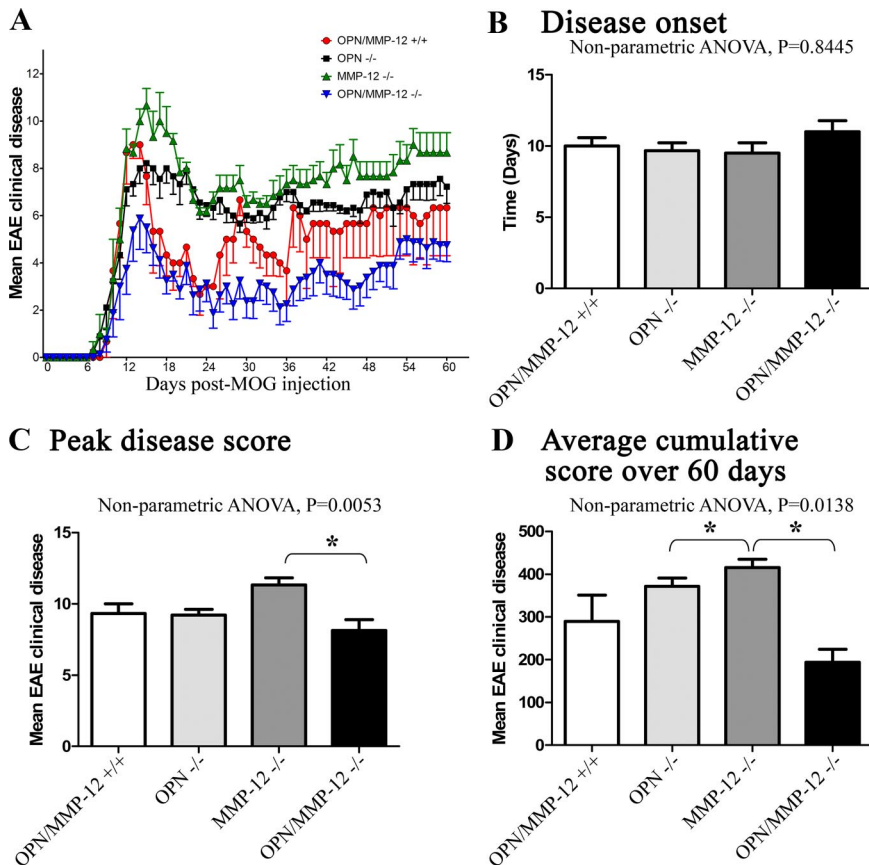 A
OPN/MMP-12 +/+
OPN -/-
MMP-12 -/-
OPN/MMP-12 -/-
Mean EAE clinical disease
12
10
8
6
4
2
0
0 6 12 18 24 30 36 42 48 54 60
Days post-MOG injection
B Disease onset
Non-parametric ANOVA, P=0.8445
Time (Days)
15
10
5
0
OPN/MMP-12 +/+
OPN -/-
MMP-12 -/-
OPN/MMP-12 -/-
C Peak disease score
Non-parametric ANOVA, P=0.0053
Mean EAE clinical disease
15
10
5
0
*
OPN/MMP-12 +/+
OPN -/-
MMP-12 -/-
OPN/MMP-12 -/-
D Average cumulative
score over 60 days
Non-parametric ANOVA, P=0.0138
Mean EAE clinical disease
500
400
300
200
100
0
* *
OPN/MMP-12 +/+
OPN -/-
MMP-12 -/-
OPN/MMP-12 -/-